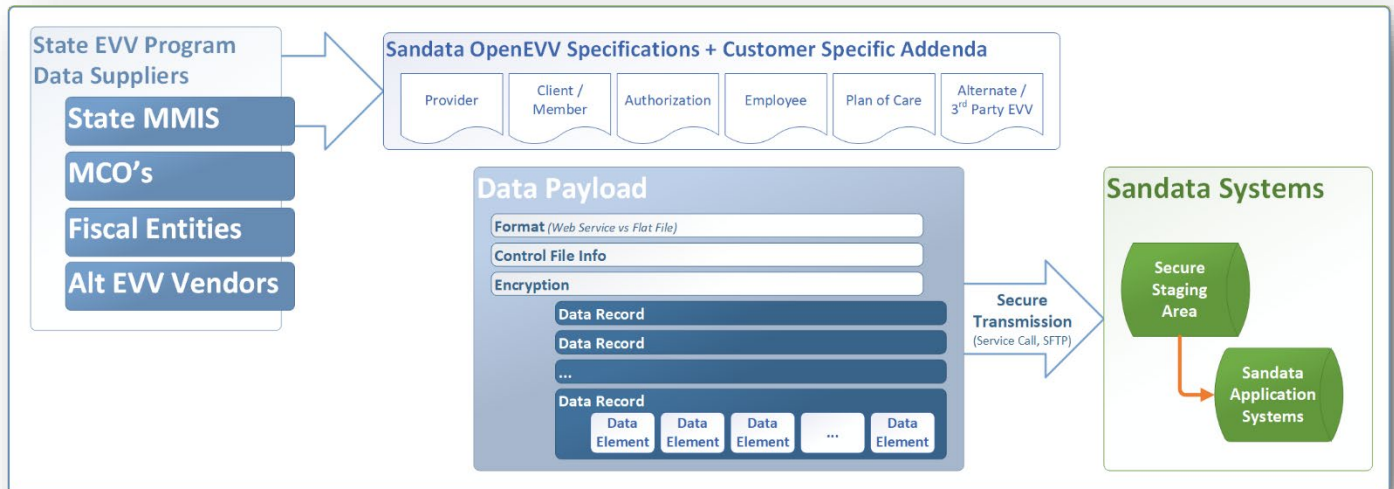 State EVV Program
Data Suppliers
State MMIS
MCO's
Fiscal Entities
Alt EVV Vendors
Sandata OpenEVV Specifications + Customer Specific Addenda
Provider
Client /
Member
Authorization
Employee
Plan of Care
Alternate /
3rd Party EVV
Data Payload
Format (Web Service vs Flat File)
Control File Info
Encryption
Data Record
Data Record
...
Data Record
Data
Element
Data
Element
Data
Element
...
Data
Element
Secure
Transmission
(Service Call, SFTP)
Sandata Systems
Secure
Staging
Area
Sandata
Application
Systems